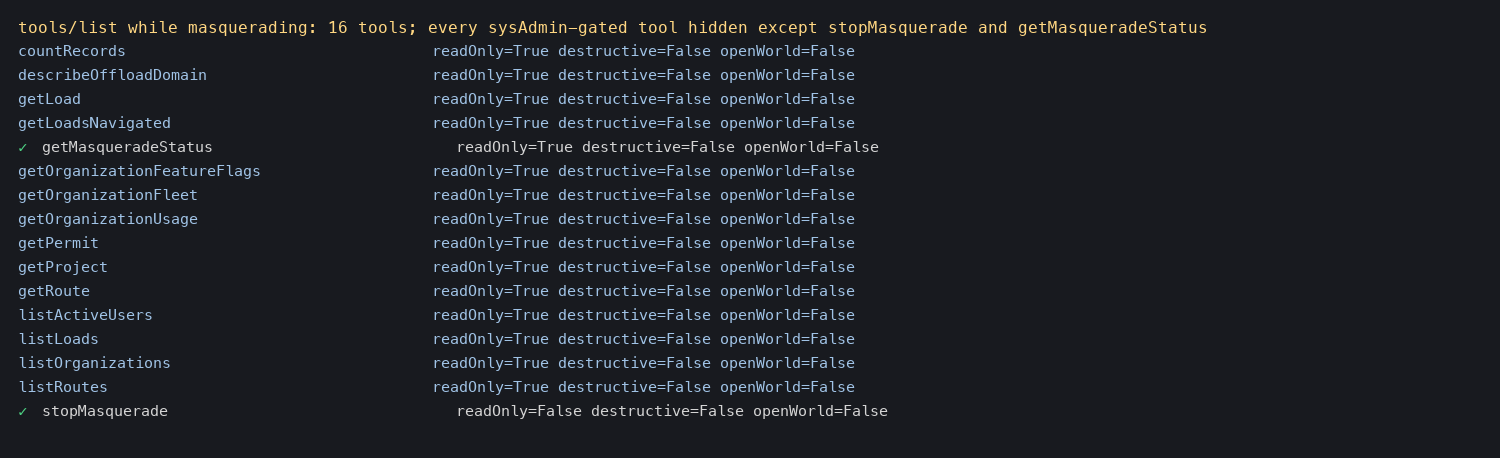 tools/list while masquerading: 16 tools; every sysAdmin-gated tool hidden except stopMasquerade and getMasqueradeStatus
countRecords readOnly=True destructive=False openWorld=False
describeOffloadDomain readOnly=True destructive=False openWorld=False
getLoad readOnly=True destructive=False openWorld=False
getLoadsNavigated readOnly=True destructive=False openWorld=False
✓ getMasqueradeStatus readOnly=True destructive=False openWorld=False
getOrganizationFeatureFlags readOnly=True destructive=False openWorld=False
getOrganizationFleet readOnly=True destructive=False openWorld=False
getOrganizationUsage readOnly=True destructive=False openWorld=False
getPermit readOnly=True destructive=False openWorld=False
getProject readOnly=True destructive=False openWorld=False
getRoute readOnly=True destructive=False openWorld=False
listActiveUsers readOnly=True destructive=False openWorld=False
listLoads readOnly=True destructive=False openWorld=False
listOrganizations readOnly=True destructive=False openWorld=False
listRoutes readOnly=True destructive=False openWorld=False
✓ stopMasquerade readOnly=False destructive=False openWorld=False